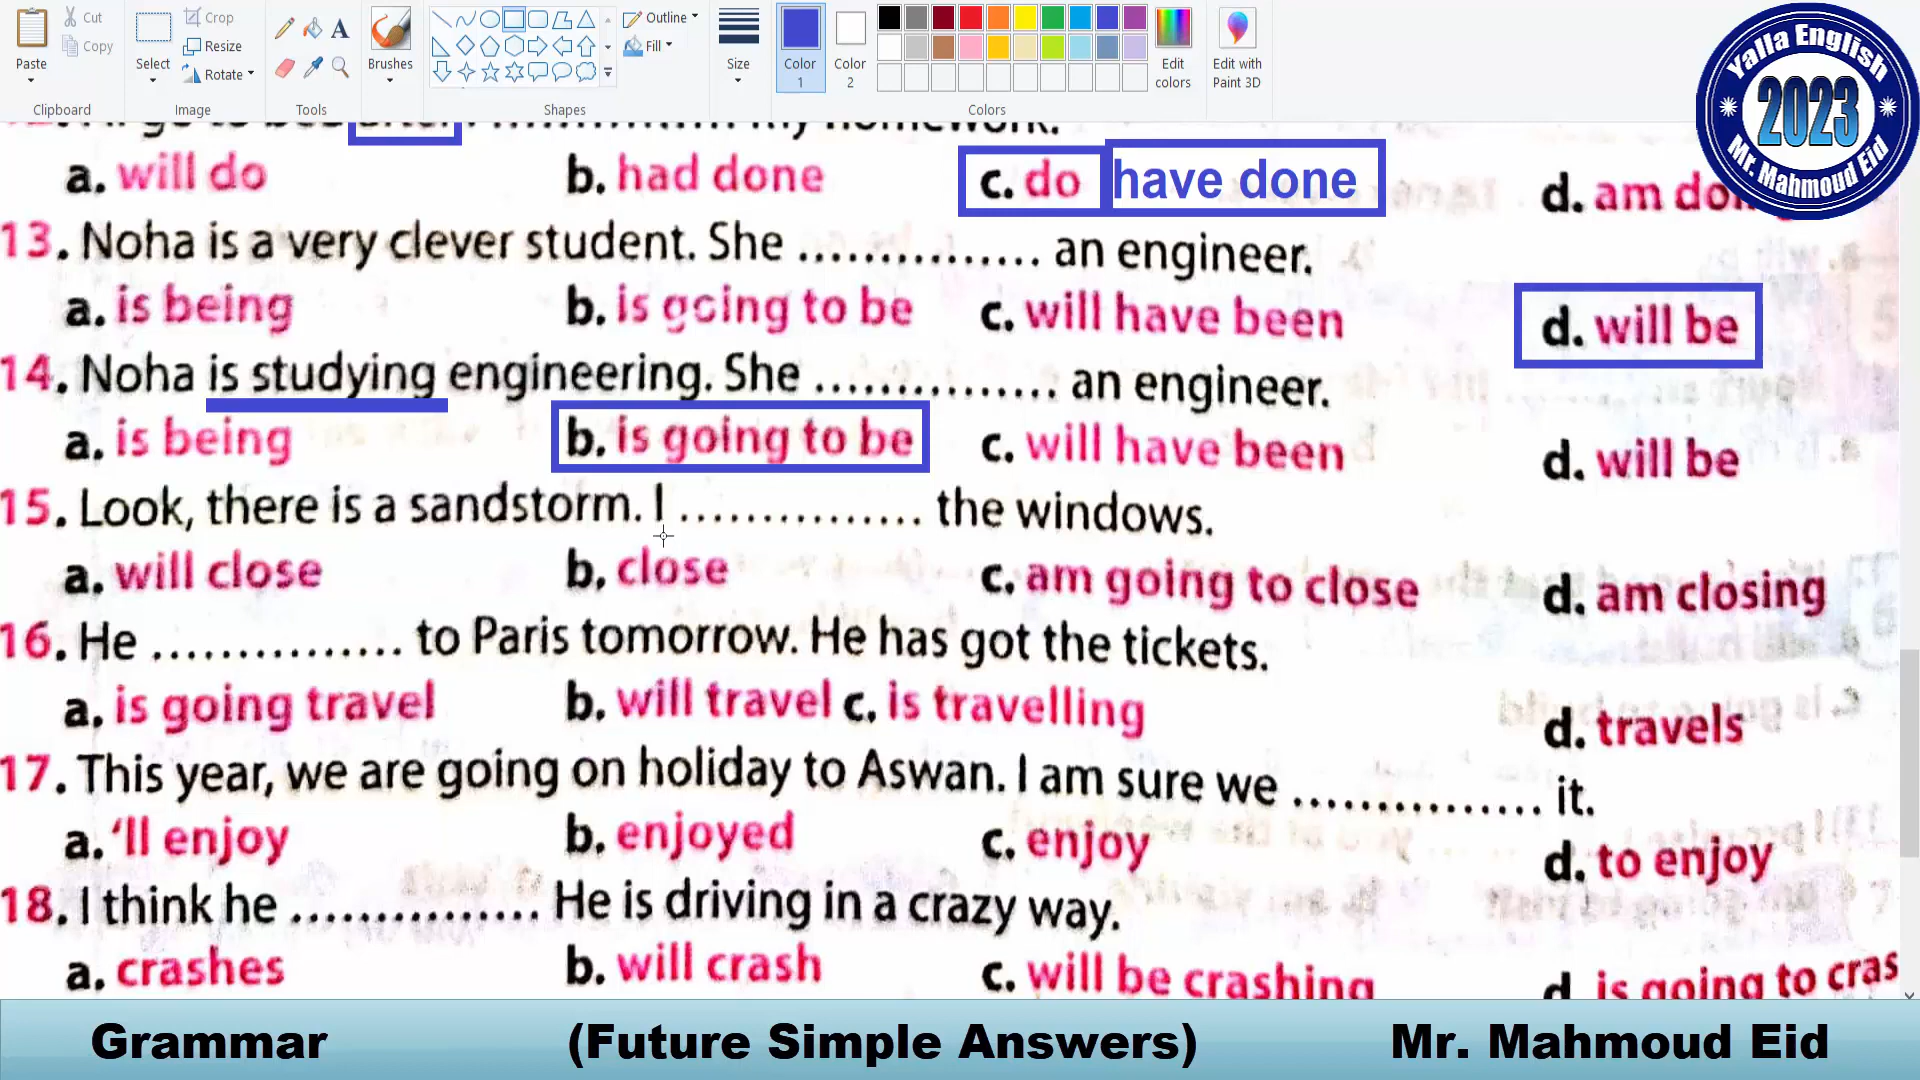 Paste
Cut
Copy
Clipboard
Select
Crop
Resize
Rotate
Image
A
Tools
Brushes
Outline
Fill
Shapes
Size
Color 1
Color 2
Edit colors
Colors
Edit with Paint 3D
Yalla English
2023
Mr. Mahmoud Eid
my homework.
a. will do b. had done c. do have done d. am do
13. Noha is a very clever student. She ............... an engineer.
a. is being b. is going to be c. will have been d. will be
14. Noha is studying engineering. She ............... an engineer.
a. is being b. is going to be c. will have been d. will be
15. Look, there is a sandstorm. I ............... the windows.
a. will close b. close c. am going to close d. am closing
16. He ............... to Paris tomorrow. He has got the tickets.
a. is going travel b. will travel c. is travelling d. travels
17. This year, we are going on holiday to Aswan. I am sure we ............... it.
a. ‘ll enjoy b. enjoyed c. enjoy d. to enjoy
18. I think he ............... He is driving in a crazy way.
a. crashes b. will crash c. will be crashing d. is going to cras
Grammar (Future Simple Answers) Mr. Mahmoud Eid